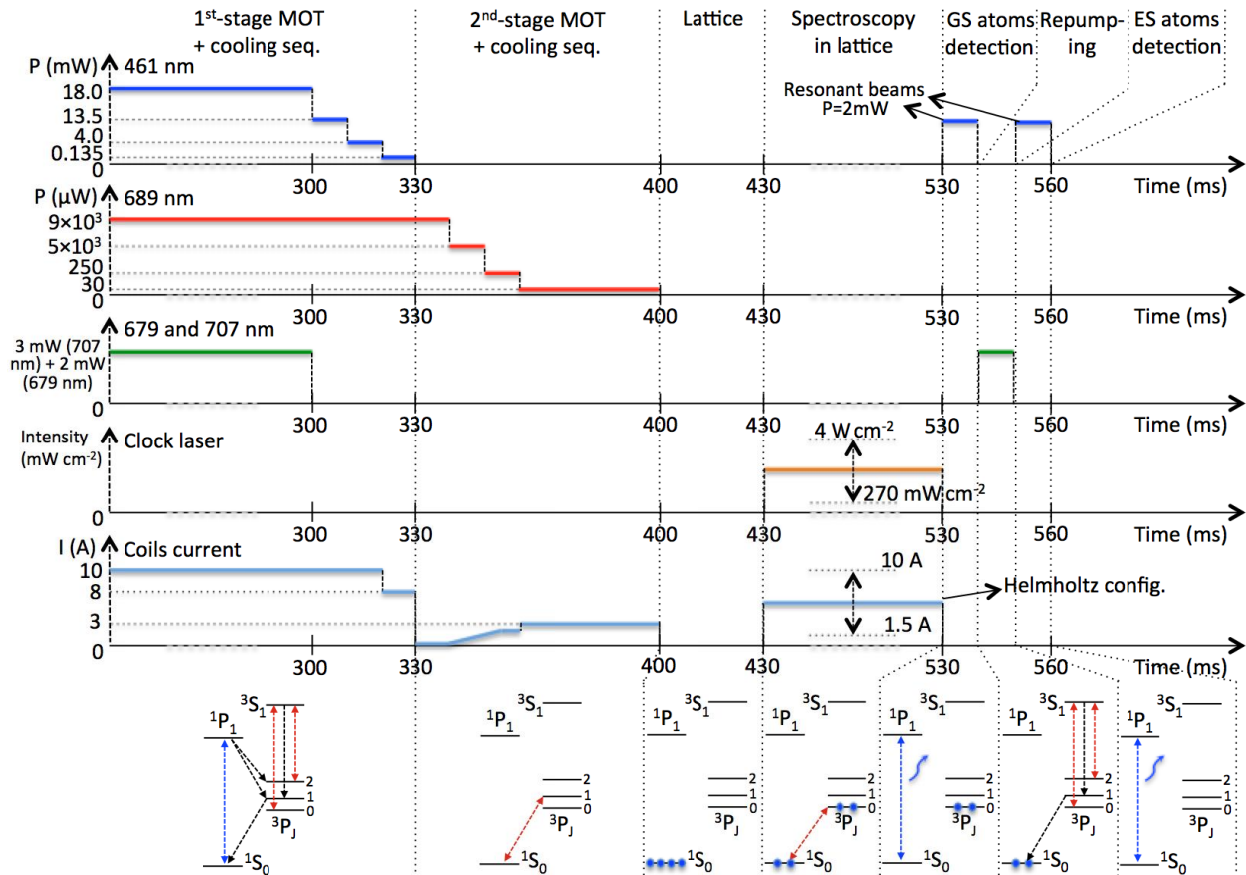 1st-stage MOT
+ cooling seq.
2nd-stage MOT
+ cooling seq.
Lattice
Spectroscopy
in lattice
GS atoms
detection
Repump-
ing
ES atoms
detection
P (mW)
461 nm
18.0
13.5
4.0
0.135
0
Resonant beams
P=2mW
300
330
400
430
530
560
Time (ms)
P (μW)
689 nm
9×10³
5×10³
250
30
0
300
330
400
430
530
560
Time (ms)
679 and 707 nm
3 mW (707
nm) + 2 mW
(679 nm)
0
300
330
400
430
530
560
Time (ms)
Intensity
(mW cm-2)
Clock laser
4 W cm-2
270 mW cm-2
0
300
330
400
430
530
560
Time (ms)
I (A)
Coils current
10
8
3
0
10 A
1.5 A
Helmholtz config.
300
330
400
430
530
560
Time (ms)
3S1
1P1
2
1
0
3PJ
1S0
3S1
1P1
2
1
0
3PJ
1S0
3S1
1P1
2
1
0
3PJ
1S0
3S1
1P1
2
1
0
3PJ
1S0
3S1
1P1
2
1
0
3PJ
1S0
3S1
1P1
2
1
0
3PJ
1S0
3S1
1P1
2
1
0
3PJ
1S0